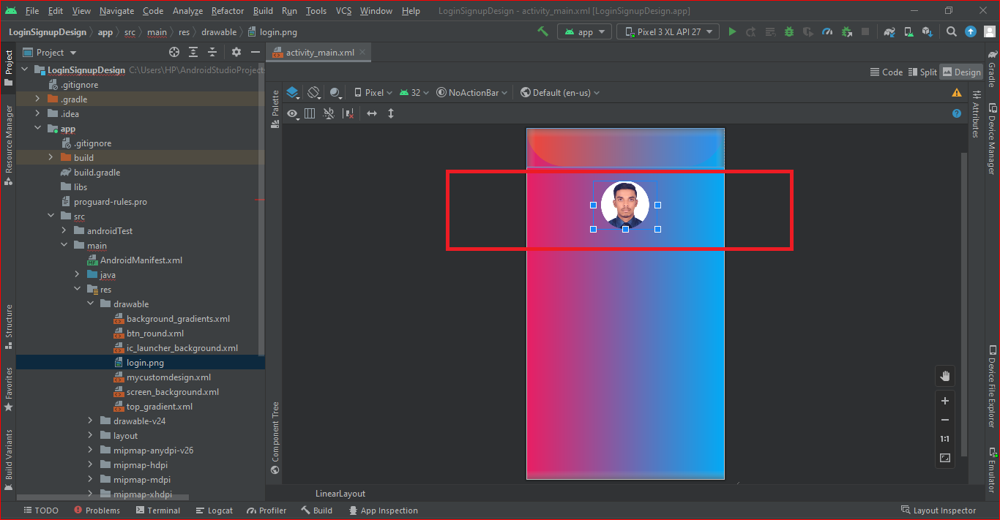 File Edit View Navigate Code Analyze Refactor Build Run Tools VCS Window Help LoginSignupDesign - activity_main.xml [LoginSignupDesign.app]
LoginSignupDesign app src main res drawable login.png app Pixel 3 XL API 27
Project
activity_main.xml
LoginSignupDesign C:\Users\HP\AndroidStudioProjects
.gitignore
.gradle
.idea
app
.gitignore
build
build.gradle
libs
proguard-rules.pro
src
androidTest
main
AndroidManifest.xml
java
res
drawable
background_gradients.xml
btn_round.xml
ic_launcher_background.xml
login.png
mycustomdesign.xml
screen_background.xml
top_gradient.xml
drawable-v24
layout
mipmap-anydpi-v26
mipmap-hdpi
mipmap-mdpi
mipmap-xhdpi
Project
Resource Manager
Structure
Favorites
Build Variants
Code Split Design
Palette
Pixel 32 NoActionBar Default (en-us)
Component Tree
Attributes
1:1
LinearLayout
Gradle
Device Manager
Device File Explorer
Emulator
TODO Problems Terminal Logcat Profiler Build App Inspection Layout Inspector